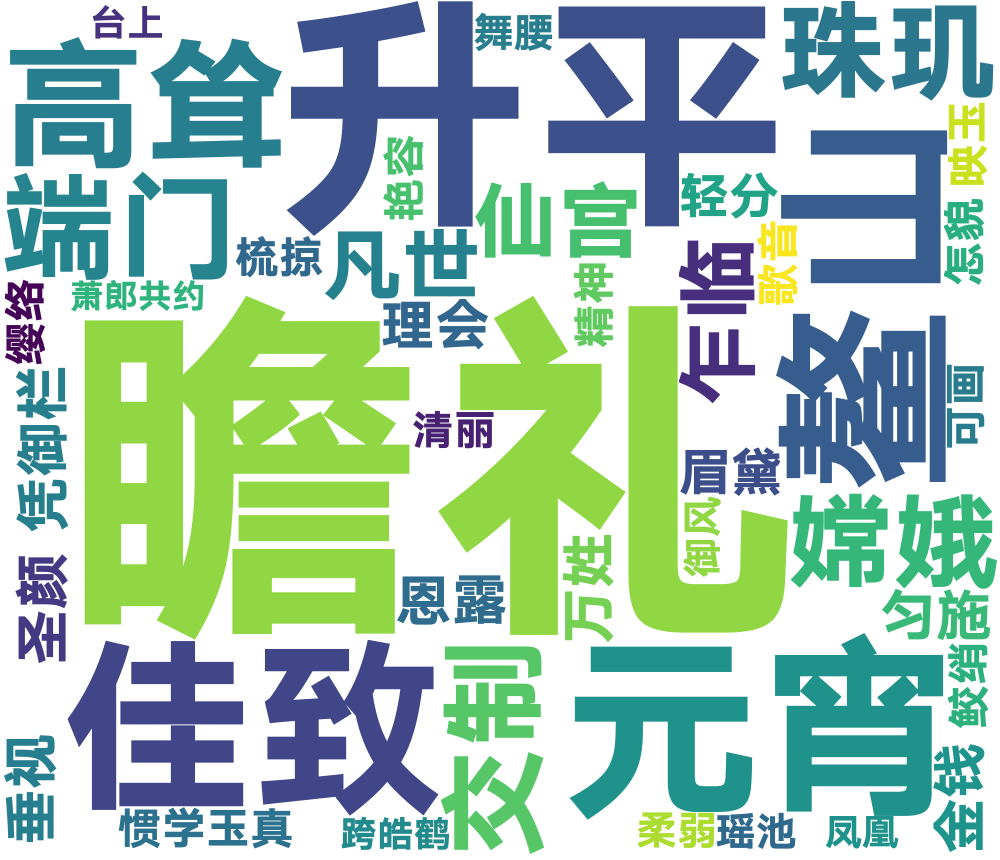 台上
舞腰
升平
珠玑
高耸
山
映玉
艳容
端门
轻分
仙吕
怎貌
歌音
梳掠
凡世
乍临
精神
萧郎共约
缨络
理会
瞻礼
鳌
凭御栏
可画
清丽
眉黛
嫦娥
御风
万姓
圣颜
恩露
匀施
佳致
交制
元宵
鲛绡
垂视
金钱
惯学玉真
跨皓鹤
柔弱
瑶池
凤凰